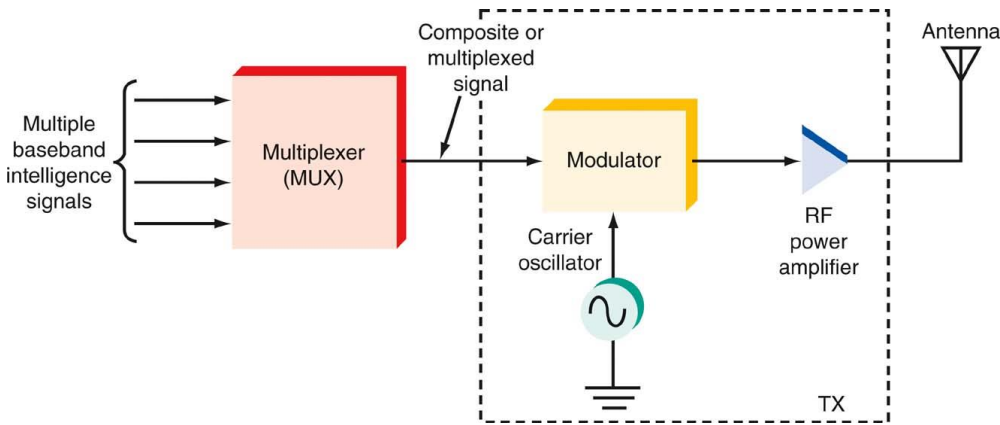 Multiple
baseband
intelligence
signals
Multiplexer
(MUX)
Composite or
multiplexed
signal
Modulator
Carrier
oscillator
RF
power
amplifier
Antenna
TX